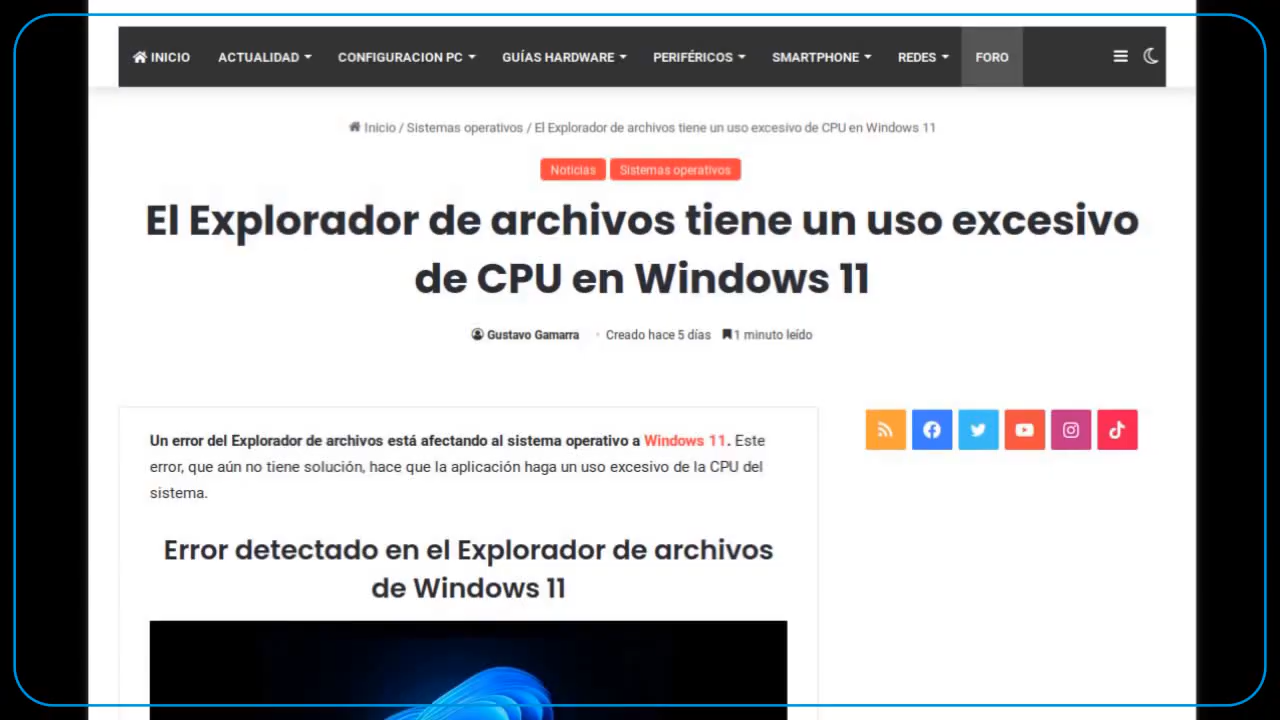 INICIO ACTUALIDAD CONFIGURACION PC GUÍAS HARDWARE PERIFÉRICOS SMARTPHONE REDES FORO
Inicio / Sistemas operativos / El Explorador de archivos tiene un uso excesivo de CPU en Windows 11
Noticias Sistemas operativos
El Explorador de archivos tiene un uso excesivo
de CPU en Windows 11
Gustavo Gamarra · Creado hace 5 días 1 minuto leído
Un error del Explorador de archivos está afectando al sistema operativo a Windows 11. Este
error, que aún no tiene solución, hace que la aplicación haga un uso excesivo de la CPU del
sistema.
Error detectado en el Explorador de archivos
de Windows 11